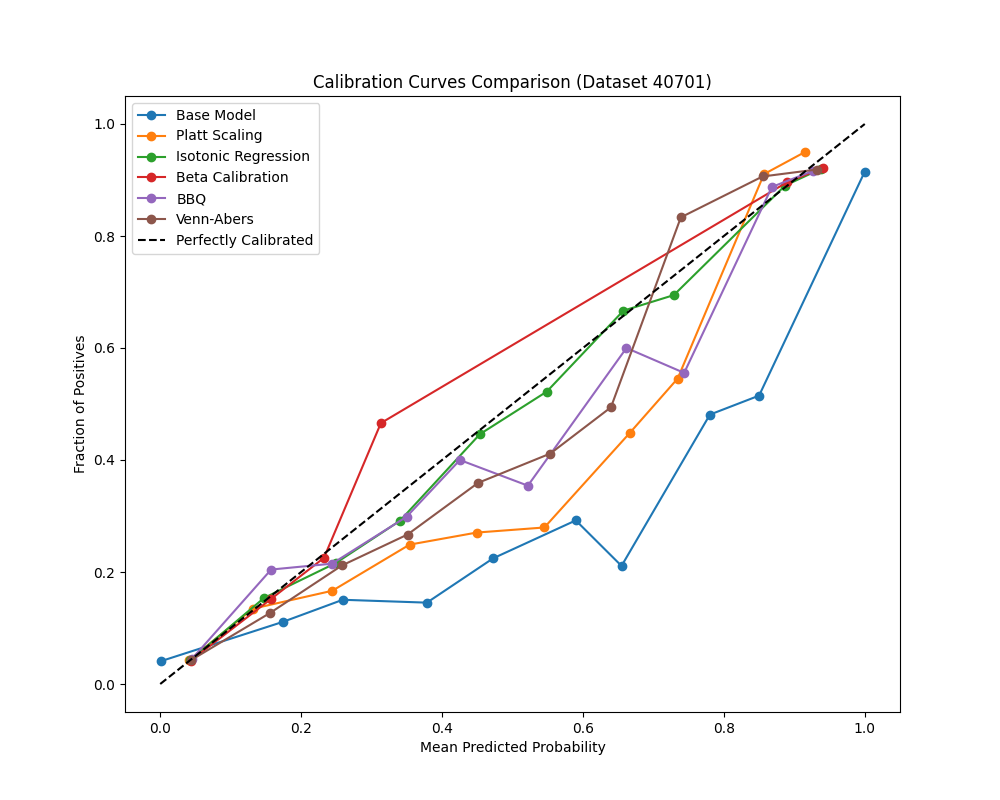 Calibration Curves Comparison (Dataset 40701)
Base Model
Platt Scaling
Isotonic Regression
Beta Calibration
BBQ
Venn-Abers
Perfectly Calibrated
1.0
0.8
0.6
0.4
0.2
0.0
Fraction of Positives
0.0 0.2 0.4 0.6 0.8 1.0
Mean Predicted Probability